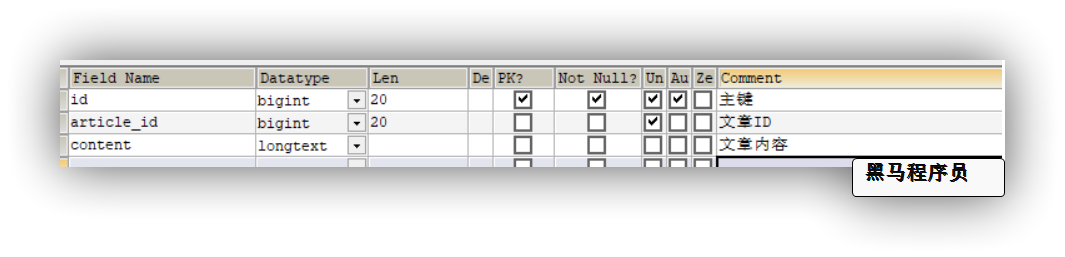 Field Name Datatype Len De PK? Not Null? Un Au Ze Comment
id bigint 20 主键
article_id bigint 20 文章ID
content longtext 文章内容
黑马程序员